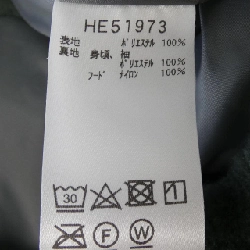 HE51973
表地 ポリエステル 100%
裏地 身頃、袖
ポリエステル 100%
フード ナイロン 100%
30 1
F W